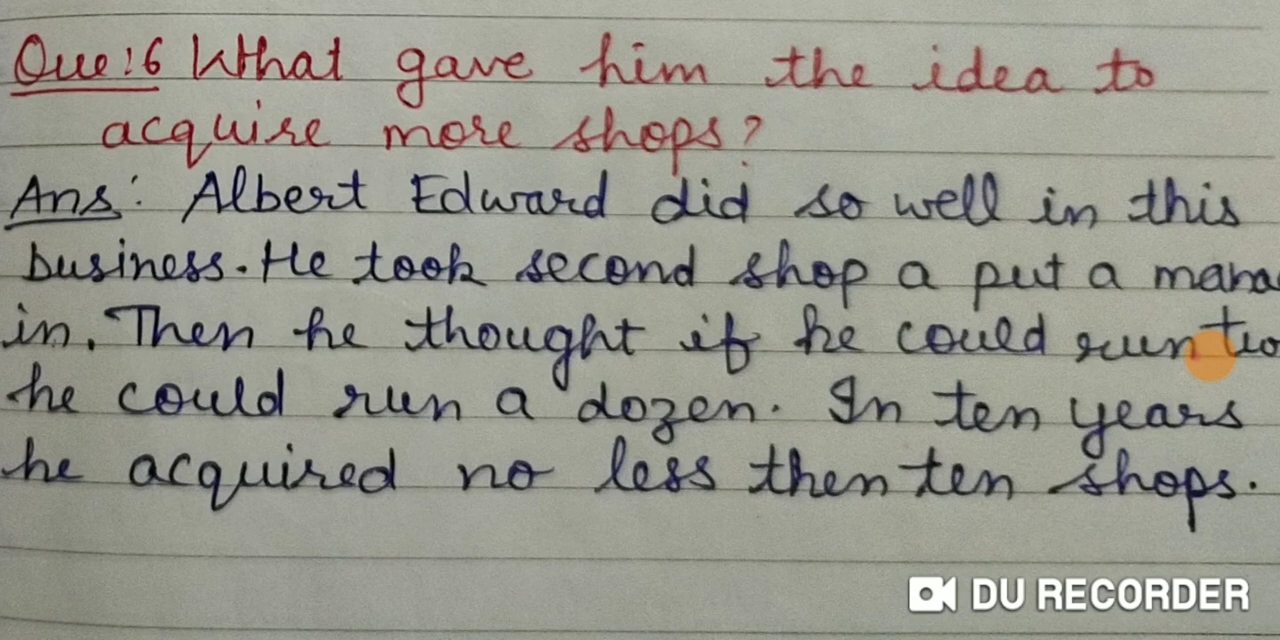 Que:6 What gave him the idea to
acquire more shops?
Ans: Albert Edward did so well in this
business. He took second shop a put a mana
in. Then he thought if he could run two
he could run a dozen. In ten years
he acquired no less then ten shops.
DU RECORDER